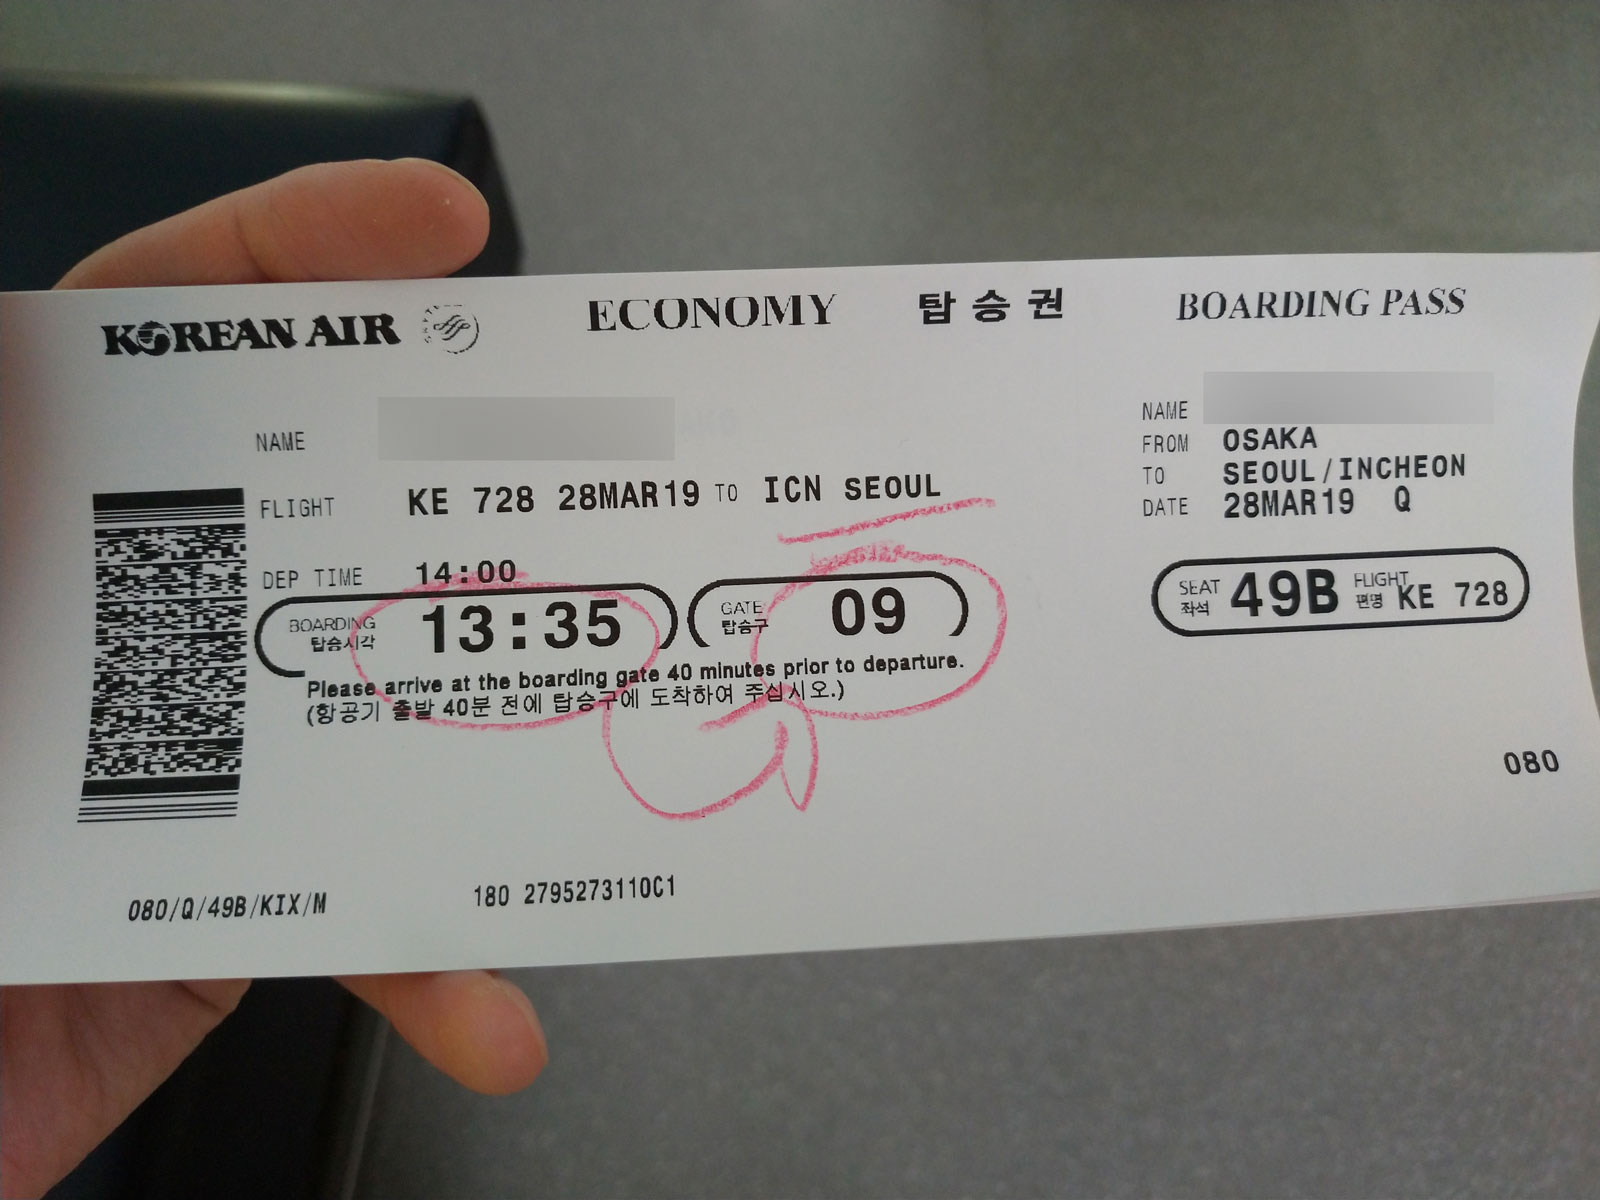 KOREAN AIR ECONOMY 탑승권 BOARDING PASS
NAME
FLIGHT KE 728 28MAR19 TO ICN SEOUL
DEP TIME 14:00
BOARDING 13:35 GATE 09
탑승시각 탑승구
Please arrive at the boarding gate 40 minutes prior to departure.
(항공기 출발 40분 전에 탑승구에 도착하여 주십시오.)
080/Q/49B/KIX/M 180 2795273110C1
NAME
FROM OSAKA
TO SEOUL/INCHEON
DATE 28MAR19 Q
SEAT 49B FLIGHT KE 728
좌석 편명
080